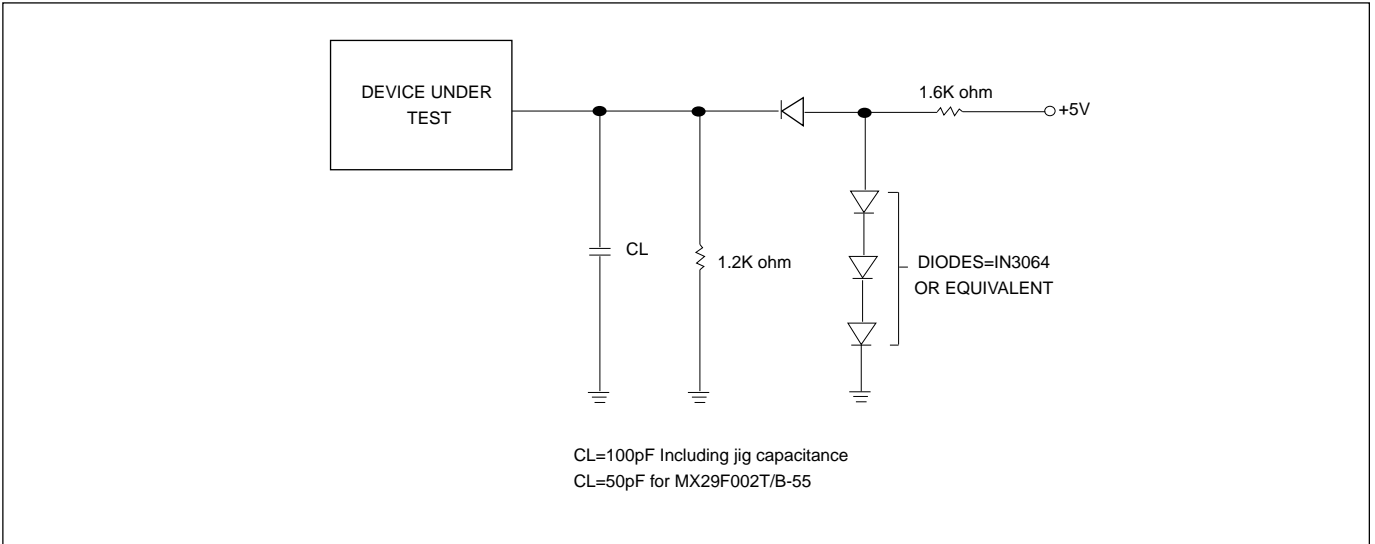 DEVICE UNDER
TEST
1.6K ohm
+5V
CL
1.2K ohm
DIODES=IN3064
OR EQUIVALENT
CL=100pF Including jig capacitance
CL=50pF for MX29F002T/B-55